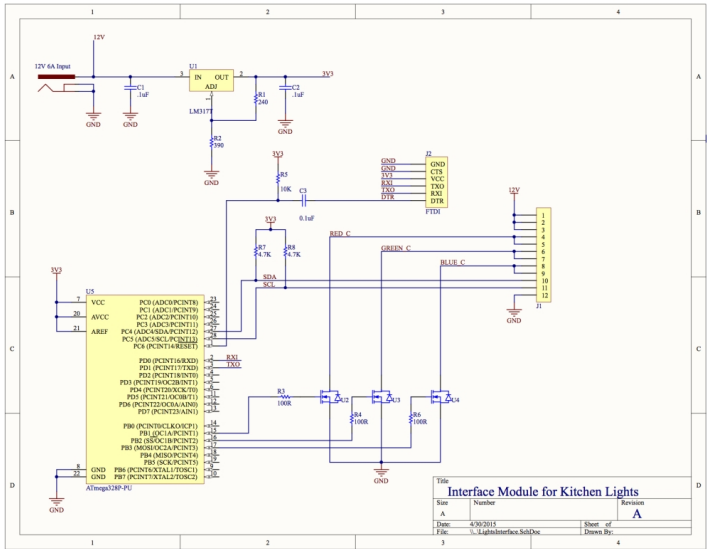 1 2 3 4
A A
12V
12V 6A Input
U1
3 IN OUT 2
ADJ
1
LM317T
3V3
C1
.1uF
C2
.1uF
R1
240
R2
390
GND GND GND
GND
B B
3V3
R5
10K
C3
0.1uF
J2
GND GND
GND CTS
3V3 VCC
RXI TXO
TXO RXI
DTR DTR
FTDI
3V3
R7
4.7K
R8
4.7K
12V
1
2
3
RED_C 4
5
GREEN_C 6
7
BLUE_C 8
9
SDA 10
SCL 11
12
J1
GND
C C
3V3
U5
7 VCC
20 AVCC
21 AREF
PC0 (ADC0/PCINT8) 23
PC1 (ADC1/PCINT9) 24
PC2 (ADC2/PCINT10) 25
PC3 (ADC3/PCINT11) 26
PC4 (ADC4/SDA/PCINT12) 27
PC5 (ADC5/SCL/PCINT13) 28
PC6 (PCINT14/RESET) 1
PD0 (PCINT16/RXD) 2 RXI
PD1 (PCINT17/TXD) 3 TXO
PD2 (PCINT18/INT0) 4
PD3 (PCINT19/OC2B/INT1) 5
PD4 (PCINT20/XCK/T0) 6
PD5 (PCINT21/OC0B/T1) 11
PD6 (PCINT22/OC0A/AIN0) 12
PD7 (PCINT23/AIN1) 13
PB0 (PCINT0/CLKO/ICP1) 14
PB1 (OC1A/PCINT1) 15
PB2 (SS/OC1B/PCINT2) 16
PB3 (MOSI/OC2A/PCINT3) 17
PB4 (MISO/PCINT4) 18
PB5 (SCK/PCINT5) 19
8 GND PB6 (PCINT6/XTAL1/TOSC1) 9
22 GND PB7 (PCINT7/XTAL2/TOSC2) 10
ATmega328P-PU
GND
R3
100R
R4
100R
R6
100R
U2 U3 U4
GND
D D
Title
Interface Module for Kitchen Lights
Size Number Revision
A A
Date: 4/30/2015 Sheet of
File: \\..\LightsInterface.SchDoc Drawn By:
1 2 3 4